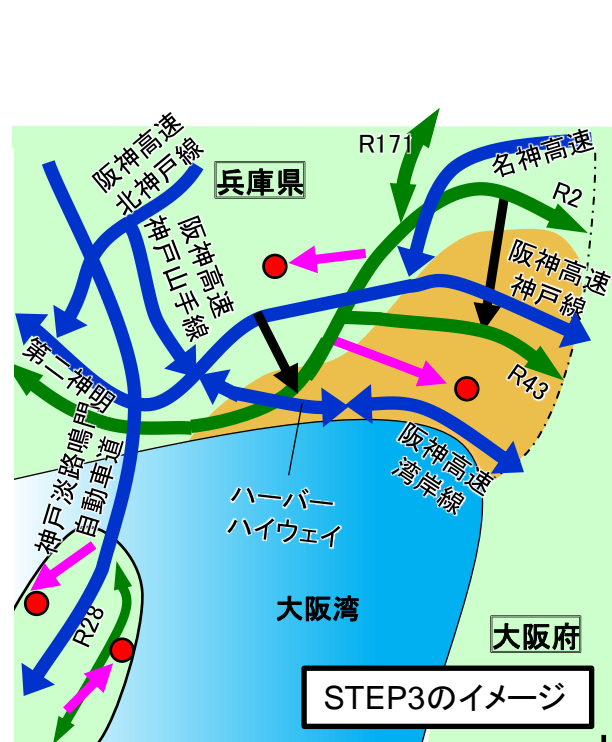 R171
名神高速
阪神高速
北神戸線
兵庫県
R2
阪神高速
神戸山手線
阪神高速
神戸線
第二神明
R43
神戸淡路鳴門
自動車道
阪神高速
湾岸線
ハーバー
ハイウェイ
大阪湾
R28
大阪府
STEP3のイメージ